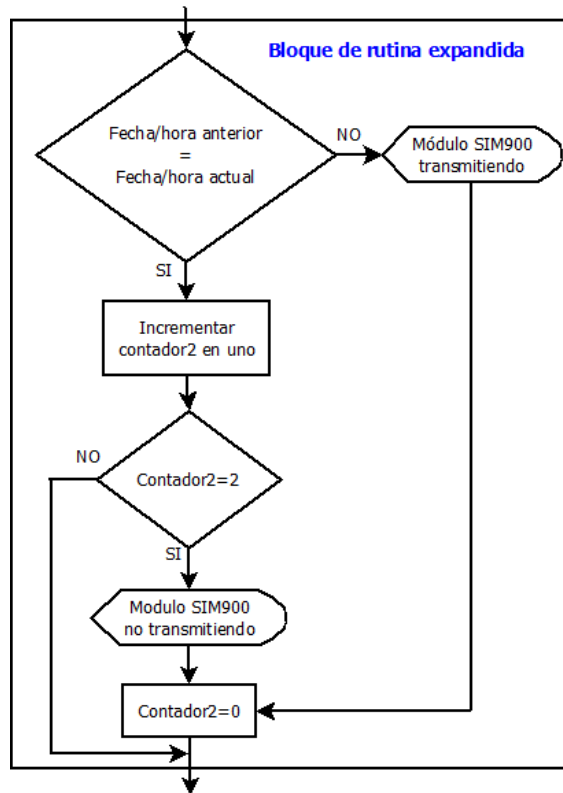 Bloque de rutina expandida
Fecha/hora anterior
=
Fecha/hora actual
NO
Módulo SIM900
transmitiendo
SI
Incrementar
contador2 en uno
NO
Contador2=2
SI
Modulo SIM900
no transmitiendo
Contador2=0